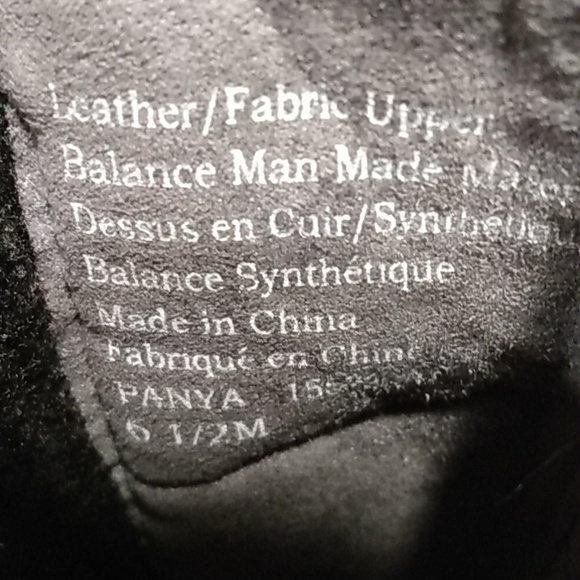 Leather/Fabric Upper
Balance Man Made
Dessus en Cuir/Synthétique
Balance Synthétique
Made in China
Fabriqué en Chine
PANYA
6 1/2M